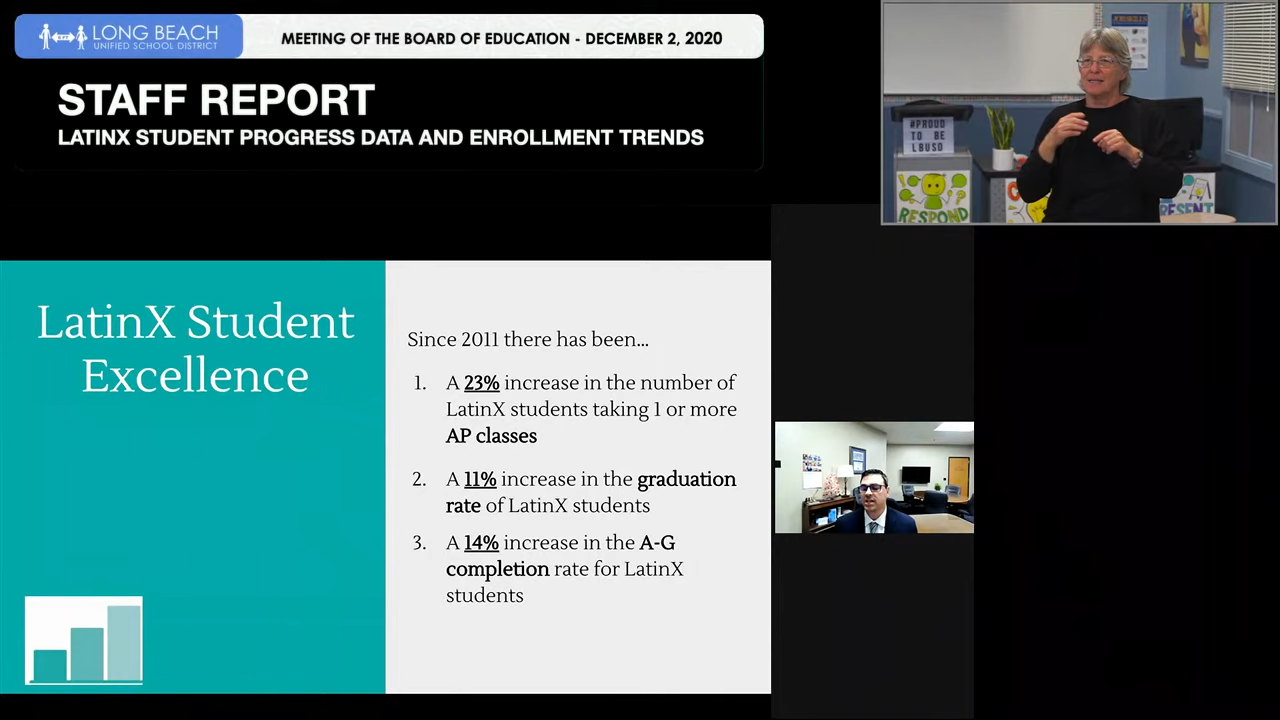 LONG BEACH
UNIFIED SCHOOL DISTRICT
MEETING OF THE BOARD OF EDUCATION - DECEMBER 2, 2020
STAFF REPORT
LATINX STUDENT PROGRESS DATA AND ENROLLMENT TRENDS
#PROUD
TO BE
LBUSD
RESPOND
LatinX Student
Excellence
Since 2011 there has been...
1. A 23% increase in the number of
LatinX students taking 1 or more
AP classes
2. A 11% increase in the graduation
rate of LatinX students
3. A 14% increase in the A-G
completion rate for LatinX
students